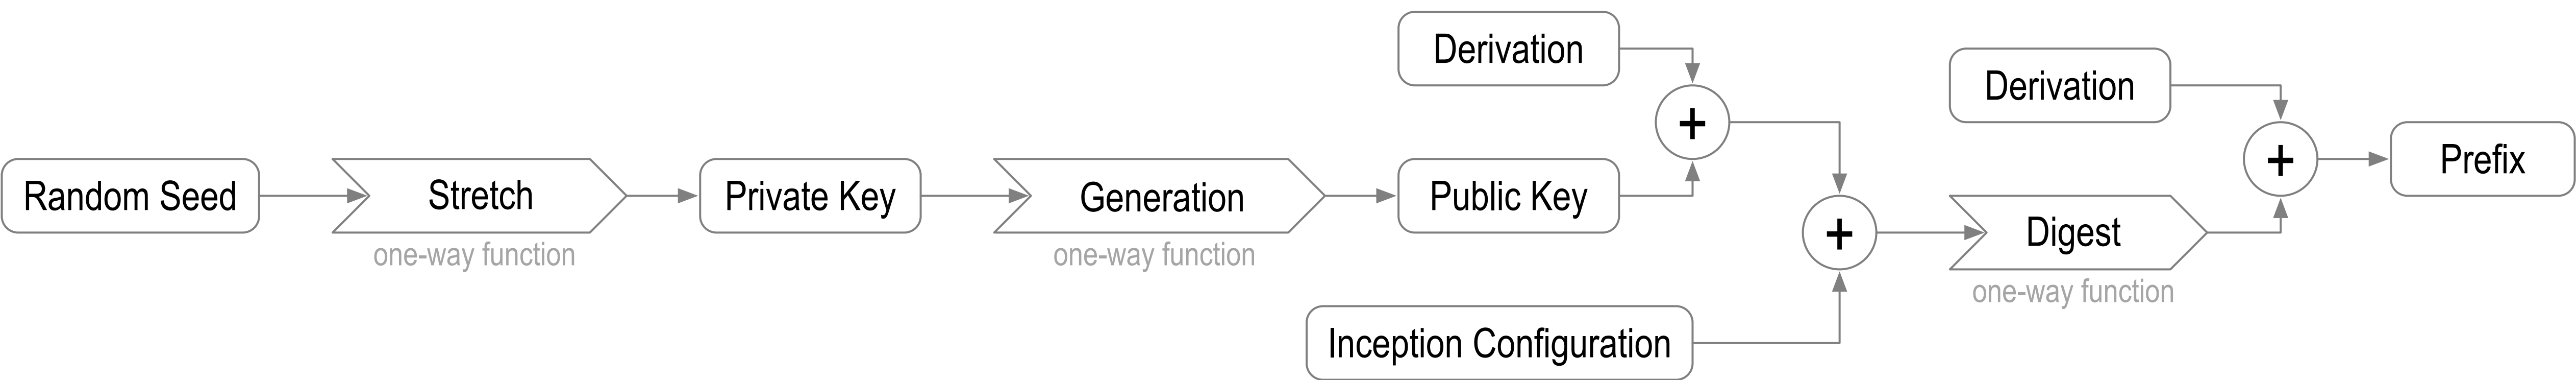 Random Seed
Stretch
one-way function
Private Key
Generation
one-way function
Derivation
+
Public Key
+
Inception Configuration
Derivation
Digest
one-way function
+
Prefix